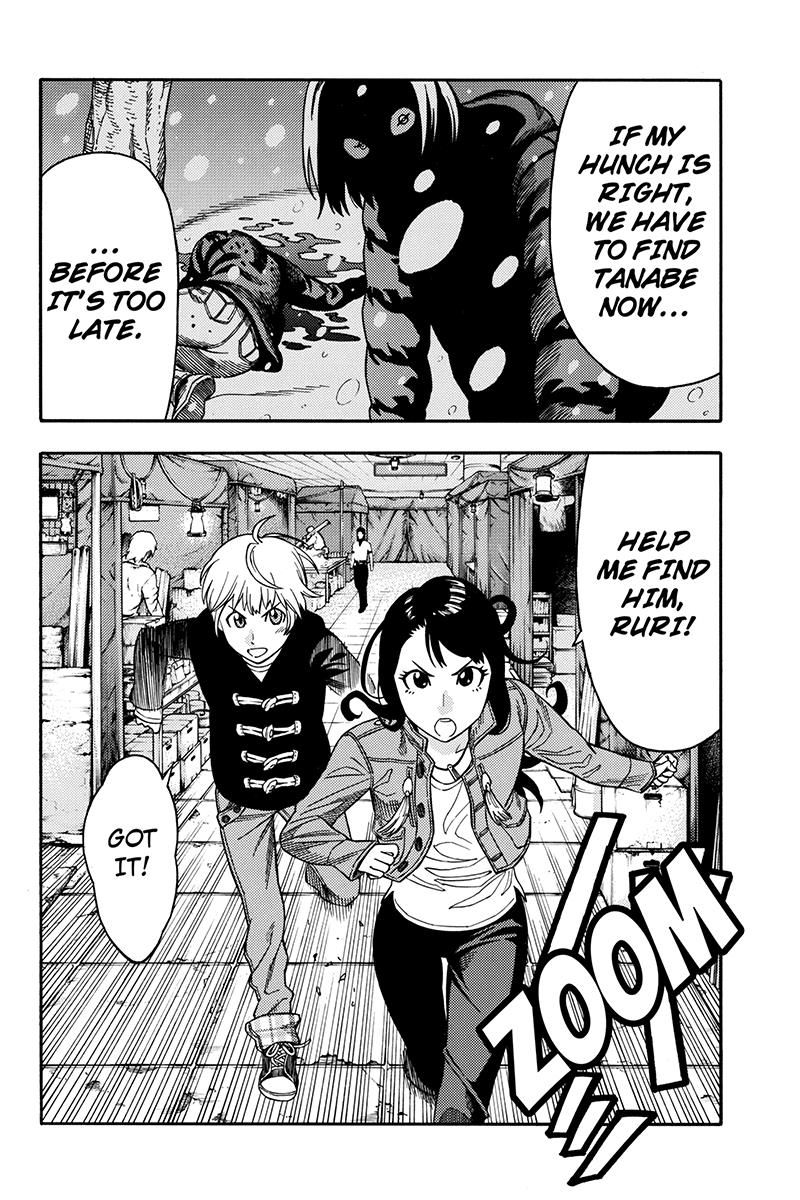 IF MY
HUNCH IS
RIGHT,
WE HAVE
TO FIND
TANABE
NOW...
...
BEFORE
IT'S TOO
LATE.
HELP
ME FIND
HIM,
RURI!
GOT
IT!
ZOOM